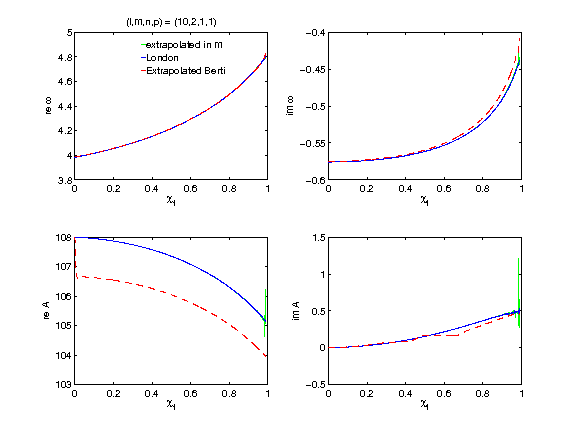 (l,m,n,p) = (10,2,1,1)
5
4.8
4.6
4.4
4.2
4
3.8
re ω
extrapolated in m
London
Extrapolated Berti
0 0.2 0.4 0.6 0.8 1
χf
−0.4
−0.45
−0.5
−0.55
−0.6
im ω
0 0.2 0.4 0.6 0.8 1
χf
108
107
106
105
104
103
re A
0 0.2 0.4 0.6 0.8 1
χf
1.5
1
0.5
0
−0.5
im A
0 0.2 0.4 0.6 0.8 1
χf